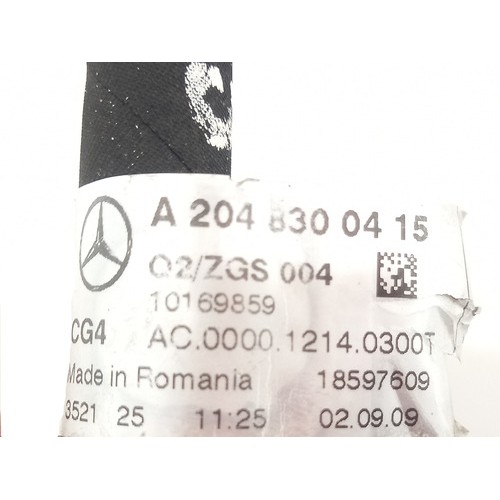 A 204 830 04 15
Q2/ZGS 004
10169859
CG4 AC.0000.1214.0300T
Made in Romania 18597609
3521 25 11:25 02.09.09